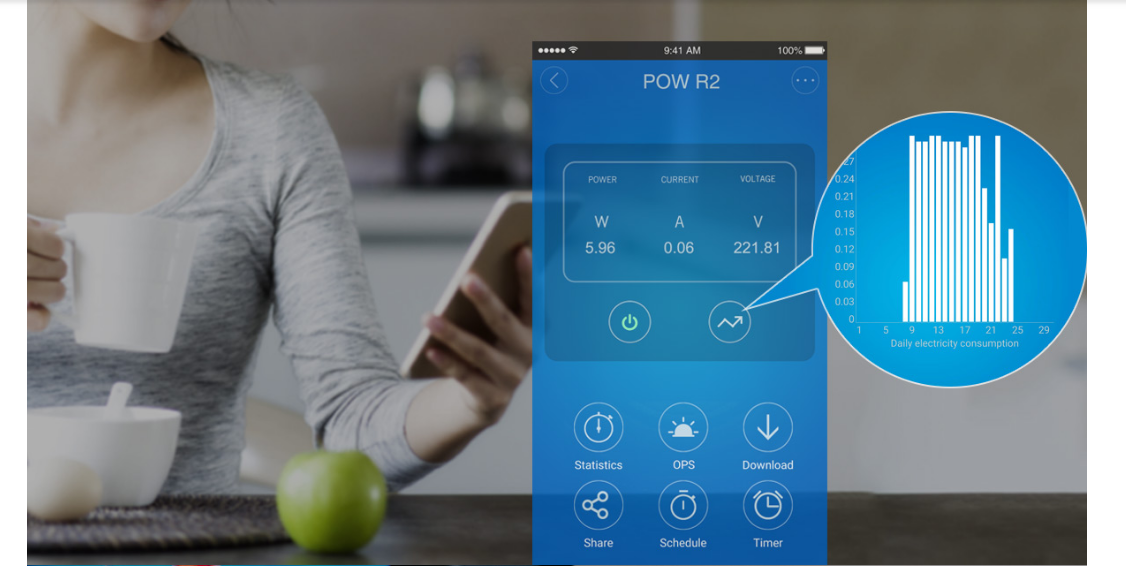 9:41 AM 100%
POW R2
POWER CURRENT VOLTAGE
W A V
5.96 0.06 221.81
0.27
0.24
0.21
0.18
0.15
0.12
0.09
0.06
0.03
0
1 5 9 13 17 21 25 29
Daily electricity consumption
Statistics OPS Download
Share Schedule Timer